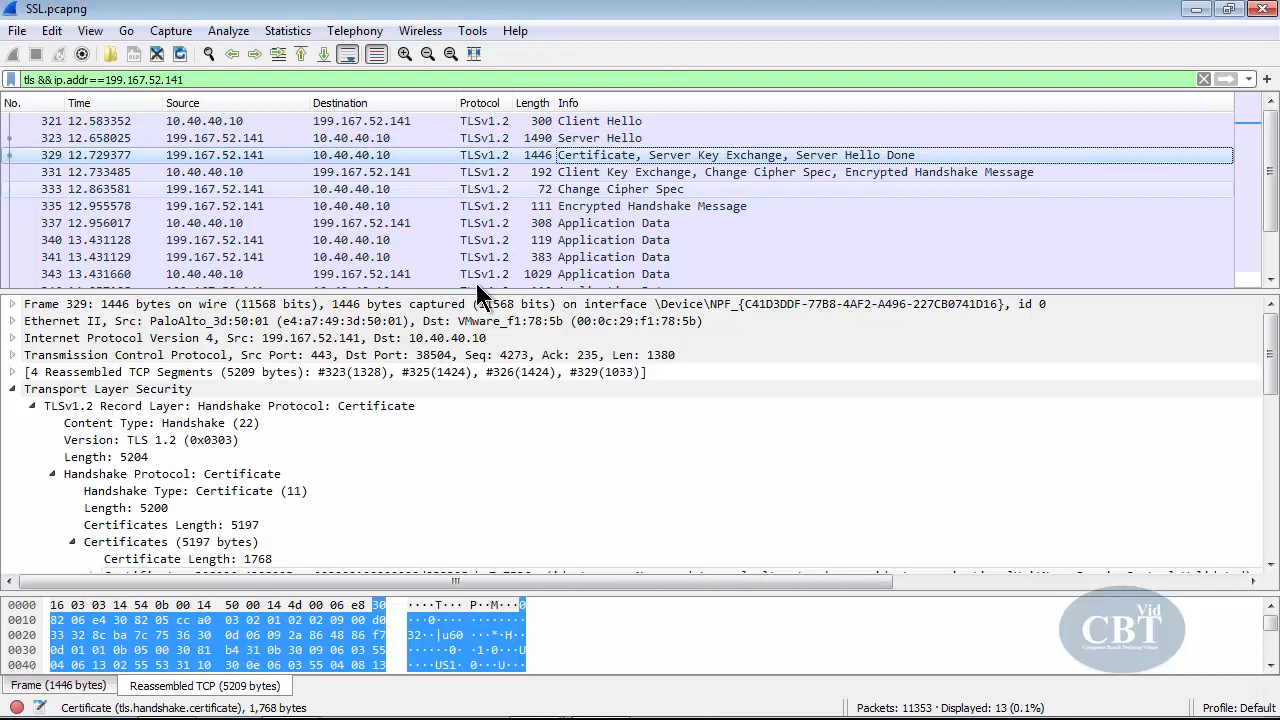 SSL.pcapng
File Edit View Go Capture Analyze Statistics Telephony Wireless Tools Help
tls && ip.addr==199.167.52.141
No. Time Source Destination Protocol Length Info
321 12.583352 10.40.40.10 199.167.52.141 TLSv1.2 300 Client Hello
323 12.658025 199.167.52.141 10.40.40.10 TLSv1.2 1490 Server Hello
329 12.729377 199.167.52.141 10.40.40.10 TLSv1.2 1446 Certificate, Server Key Exchange, Server Hello Done
331 12.733485 10.40.40.10 199.167.52.141 TLSv1.2 192 Client Key Exchange, Change Cipher Spec, Encrypted Handshake Message
333 12.863581 199.167.52.141 10.40.40.10 TLSv1.2 72 Change Cipher Spec
335 12.955578 199.167.52.141 10.40.40.10 TLSv1.2 111 Encrypted Handshake Message
337 12.956017 10.40.40.10 199.167.52.141 TLSv1.2 308 Application Data
340 13.431128 199.167.52.141 10.40.40.10 TLSv1.2 119 Application Data
341 13.431389 199.167.52.141 10.40.40.10 TLSv1.2 383 Application Data
343 13.431660 10.40.40.10 199.167.52.141 TLSv1.2 1029 Application Data
Frame 329: 1446 bytes on wire (11568 bits), 1446 bytes captured bits) on interface \Device\NPF_{C41D3DDF-77B8-4AF2-A496-227CB0741D16}, id 0
Ethernet II, Src: PaloAlto_3d:50:01 (e4:a7:49:3d:50:01), Dst: VMware_f1:78:5b (00:0c:29:f1:78:5b)
Internet Protocol Version 4, Src: 199.167.52.141, Dst: 10.40.40.10
Transmission Control Protocol, Src Port: 443, Dst Port: 38504, Seq: 4273, Ack: 235, Len: 1380
[4 Reassembled TCP Segments (5209 bytes): #323(1328), #325(1424), #326(1424), #329(1033)]
Transport Layer Security
TLSv1.2 Record Layer: Handshake Protocol: Certificate
Content Type: Handshake (22)
Version: TLS 1.2 (0x0303)
Length: 5204
Handshake Protocol: Certificate
Handshake Type: Certificate (11)
Length: 5200
Certificates Length: 5197
Certificates (5197 bytes)
Certificate Length: 1768
0000 16 03 03 14 54 0b 00 14 50 00 14 4d 00 06 e8 30 ····T··· P··M···0
0010 82 06 e4 30 82 05 cc a0 03 02 01 02 02 09 00 d0 ···0···· ········
0020 33 32 8c ba 7c 75 36 30 0d 06 09 2a 86 48 86 f7 32··|u60 ···*·H··
0030 0d 01 01 0b 05 00 30 81 b4 31 0b 30 09 06 03 55 ······0· ·1·0···U
0040 04 06 13 02 55 53 31 10 30 0e 06 03 55 04 08 13 ····US1· 0···U···
Frame (1446 bytes) Reassembled TCP (5209 bytes)
Certificate (tls.handshake.certificate), 1,768 bytes Packets: 11353 · Displayed: 13 (0.1%) Profile: Default
CBT Vid
Computer Based Training Videos